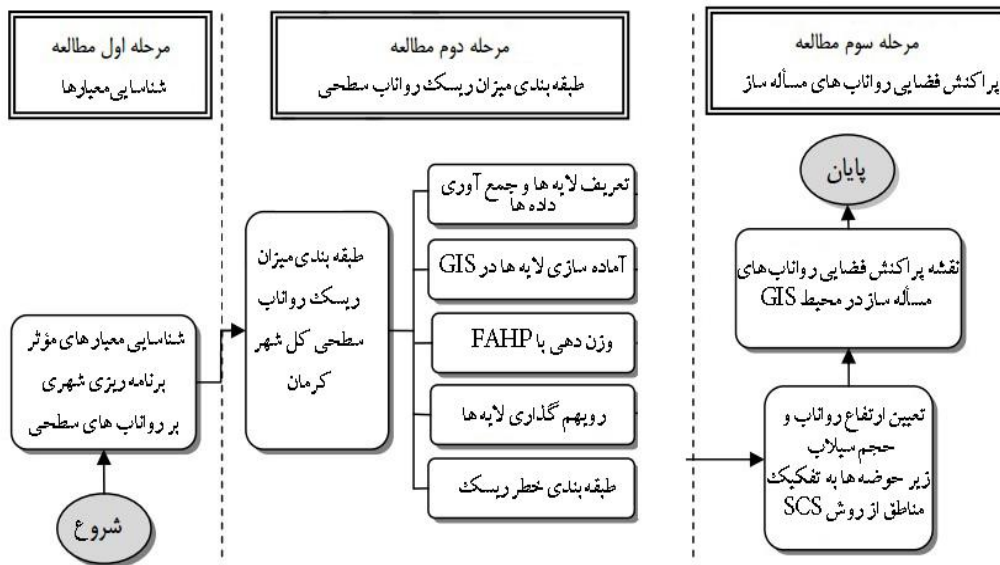 مرحله اول مطالعه
شناسایی معیارها
شناسایی معیار های مؤثر
برنامه ریزی شهری
بر رواناب های سطحی
شروع
مرحله دوم مطالعه
طبقه بندی میزان ریسک رواناب سطحی
طبقه بندی میزان
ریسک رواناب
سطحی کل شهر
کرمان
تعریف لایه ها و جمع آوری
داده ها
آماده سازی لایه ها در GIS
وزن دهی با FAHP
رویهم گذاری لایه ها
طبقه بندی خطر ریسک
مرحله سوم مطالعه
پراکنش فضایی رواناب های مسأله ساز
پایان
نقشه پراکنش فضایی رواناب های
مسأله ساز در محیط GIS
تعیین ارتفاع رواناب و
حجم سیلاب
زیر حوضه ها به تفکیک
مناطق از روش SCS